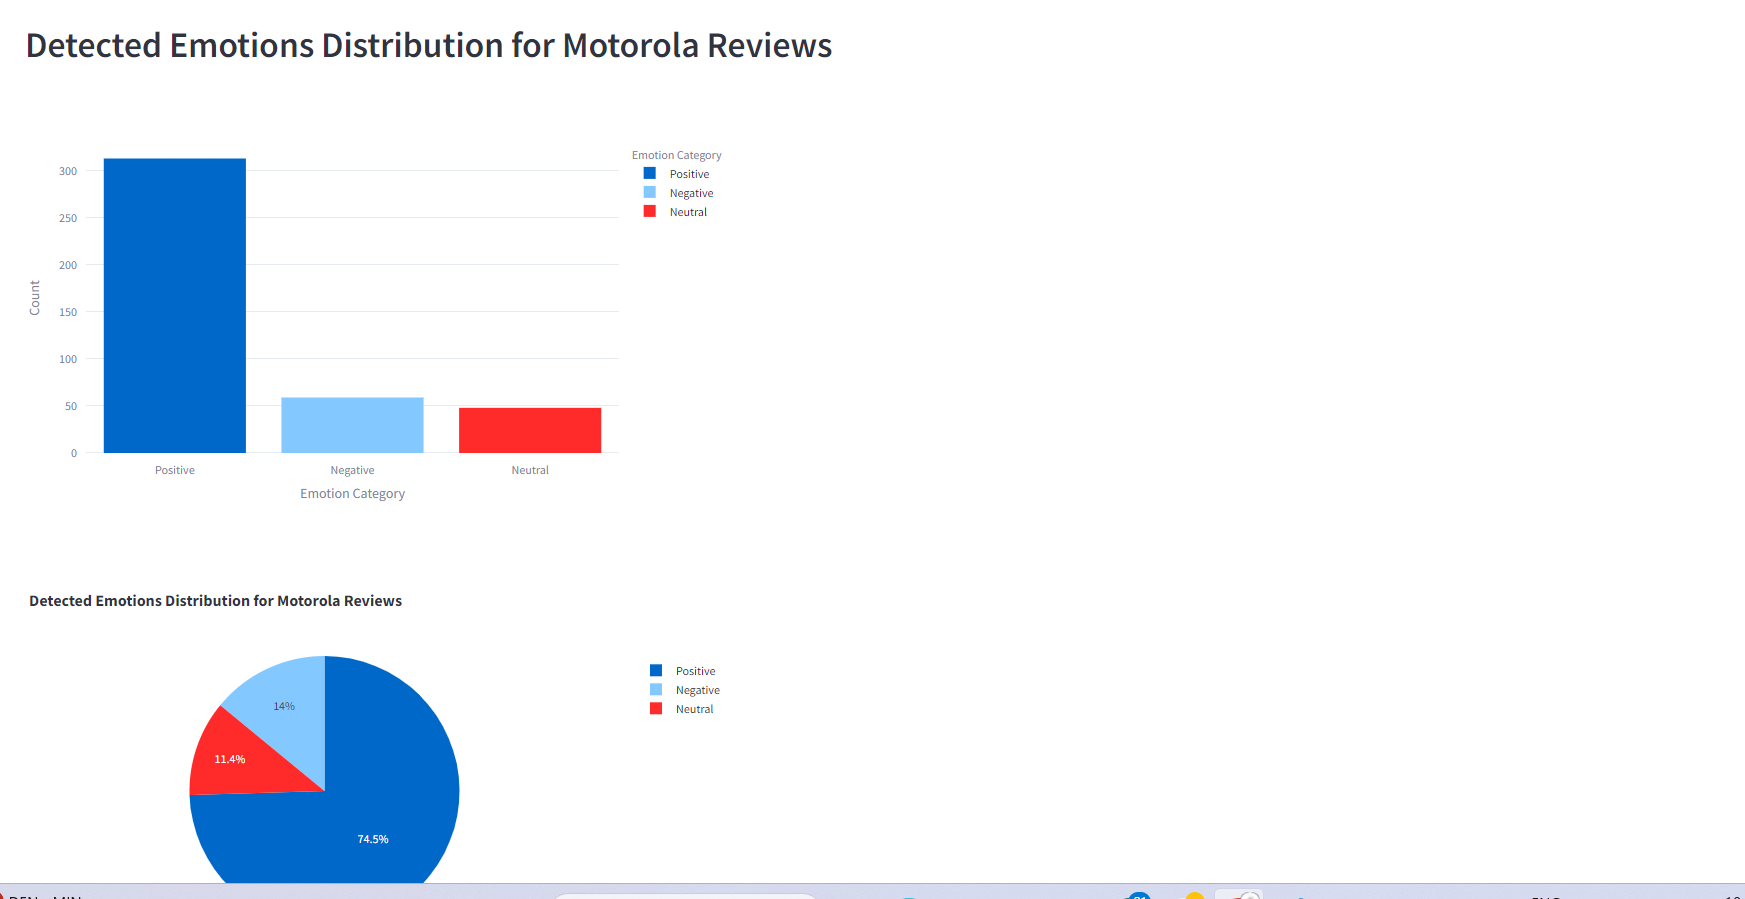 Detected Emotions Distribution for Motorola Reviews
Emotion Category
Positive
Negative
Neutral
300
250
200
150
100
50
0
Count
Positive
Negative
Neutral
Emotion Category
Detected Emotions Distribution for Motorola Reviews
Positive
Negative
Neutral
14%
11.4%
74.5%